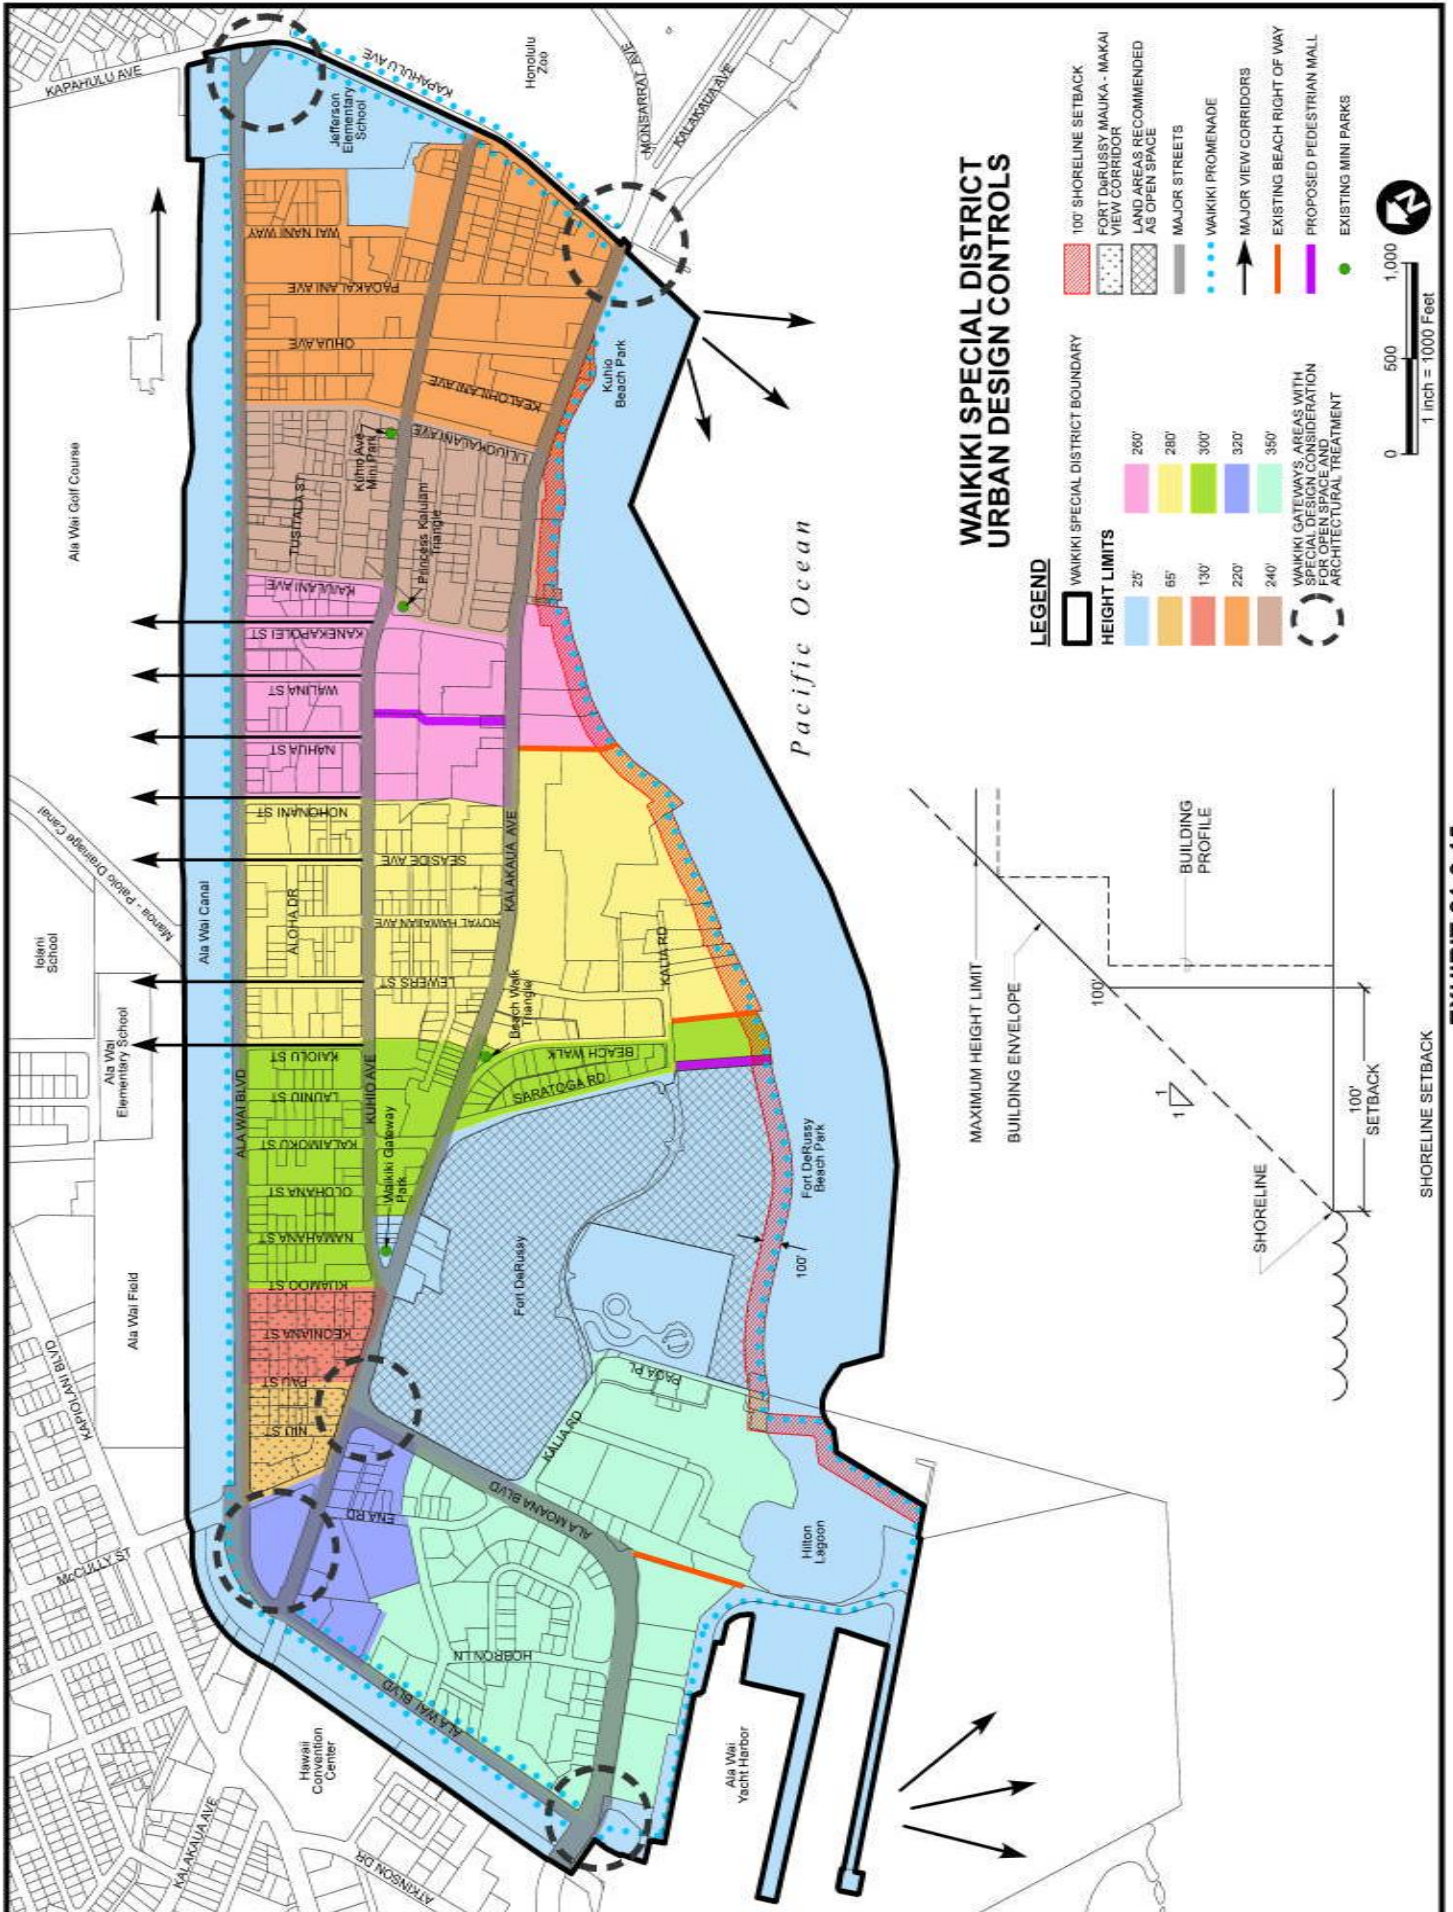 KAPAHULU AVE
KAPAHULU AVE
Honolulu
Zoo
MONSARRAT AVE
KALAKAUA AVE
Jefferson
Elementary
School
WAI NANI WAY
PAOAKALANI AVE
OHUA AVE
KEALOHILANI AVE
LILIUOKALANI AVE
Kuhio Ave
Mini Park
Kuhio
Beach Park
Ala Wai Golf Course
TUSITALA ST
Princess Kaiulani
Triangle
KAIULANI AVE
KANEKAPOLEI ST
WALINA ST
NAHUA ST
NOHONANI ST
SEASIDE AVE
KALAKAUA AVE
ROYAL HAWAIIAN AVE
ALOHA DR
LEWERS ST
KALIA RD
Beach Walk
Triangle
Manoa - Palolo Drainage Canal
Iolani
School
Ala Wai Canal
Ala Wai
Elementary School
KAIOLU ST
BEACH WALK
SARATOGA RD
LAUNIU ST
KUHIO AVE
ALA WAI BLVD
KALAIMOKU ST
Waikiki Gateway
Park
OLOHANA ST
NAMAHANA ST
KUAMOO ST
KEONIANA ST
PAU ST
NIU ST
Ala Wai Field
KAPIOLANI BLVD
McCULLY ST
Fort DeRussy
Fort DeRussy
Beach Park
100'
PAOA PL
KALIA RD
ALA MOANA BLVD
ENA RD
HOBRON LN
ALA WAI BLVD
Hilton
Lagoon
Ala Wai
Yacht Harbor
Hawaii
Convention
Center
KALAKAUA AVE
ATKINSON DR
Pacific Ocean
WAIKIKI SPECIAL DISTRICT
URBAN DESIGN CONTROLS
LEGEND
WAIKIKI SPECIAL DISTRICT BOUNDARY
HEIGHT LIMITS
25'
65'
130'
220'
240'
260'
280'
300'
320'
350'
WAIKIKI GATEWAYS, AREAS WITH
SPECIAL DESIGN CONSIDERATION
FOR OPEN SPACE AND
ARCHITECTURAL TREATMENT
100' SHORELINE SETBACK
FORT DeRUSSY MAUKA - MAKAI
VIEW CORRIDOR
LAND AREAS RECOMMENDED
AS OPEN SPACE
MAJOR STREETS
WAIKIKI PROMENADE
MAJOR VIEW CORRIDORS
EXISTING BEACH RIGHT OF WAY
PROPOSED PEDESTRIAN MALL
EXISTING MINI PARKS
N
0 500 1,000
1 inch = 1000 Feet
MAXIMUM HEIGHT LIMIT
BUILDING ENVELOPE
BUILDING
PROFILE
100'
1
1
SHORELINE
100'
SETBACK
SHORELINE SETBACK